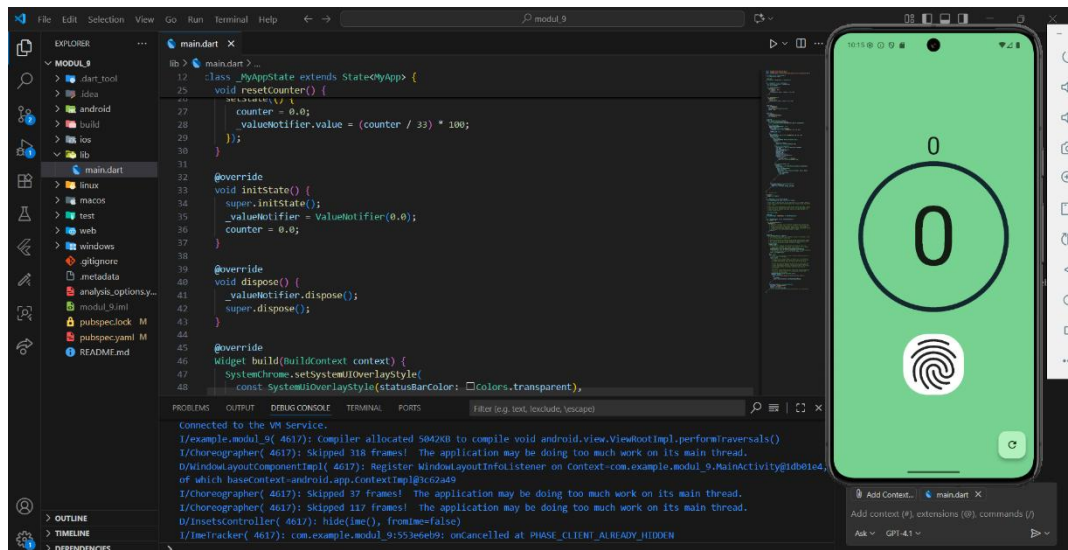 File Edit Selection View Go Run Terminal Help
modul_9
EXPLORER
MODUL_9
.dart_tool
.idea
android
build
ios
lib
main.dart
linux
macos
test
web
windows
.gitignore
.metadata
analysis_options.y...
modul_9.iml
pubspec.lock M
pubspec.yaml M
README.md
OUTLINE
TIMELINE
DEPENDENCIES
main.dart
lib > main.dart > ...
12 class _MyAppState extends State<MyApp> {
25 void resetCounter() {
26 setState(() {
27 counter = 0.0;
28 _valueNotifier.value = (counter / 33) * 100;
29 });
30 }
31
32 @override
33 void initState() {
34 super.initState();
35 _valueNotifier = ValueNotifier(0.0);
36 counter = 0.0;
37 }
38
39 @override
40 void dispose() {
41 _valueNotifier.dispose();
42 super.dispose();
43 }
44
45 @override
46 Widget build(BuildContext context) {
47 SystemChrome.setSystemUIOverlayStyle(
48 const SystemUiOverlayStyle(statusBarColor: Colors.transparent),
PROBLEMS OUTPUT DEBUG CONSOLE TERMINAL PORTS
Filter (e.g. text, !exclude, \escape)
Connected to the VM Service.
I/example.modul_9( 4617): Compiler allocated 5042KB to compile void android.view.ViewRootImpl.performTraversals()
I/Choreographer( 4617): Skipped 318 frames! The application may be doing too much work on its main thread.
D/WindowLayoutComponentImpl( 4617): Register WindowLayoutInfoListener on Context=com.example.modul_9.MainActivity@1db01e4,
of which baseContext=android.app.ContextImpl@3c62a49
I/Choreographer( 4617): Skipped 37 frames! The application may be doing too much work on its main thread.
I/Choreographer( 4617): Skipped 117 frames! The application may be doing too much work on its main thread.
D/InsetsController( 4617): hide(ime(), fromIme=false)
I/ImeTracker( 4617): com.example.modul_9:553e6eb9: onCancelled at PHASE_CLIENT_ALREADY_HIDDEN
10:15
0
0
Add Context... main.dart
Add context (#), extensions (@), commands (/)
Ask GPT-4.1